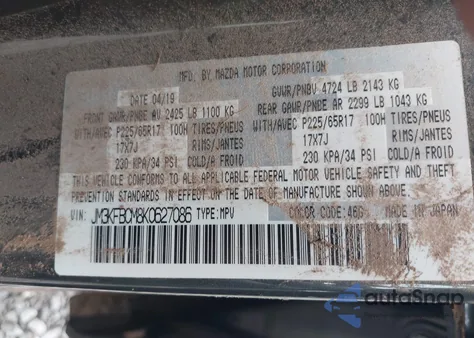 MFD. BY MAZDA MOTOR CORPORATION
DATE 04/19 GVWR/PNBV 4724 LB 2143 KG
FRONT GAWR/PNBE AV 2425 LB 1100 KG REAR GAWR/PNBE AR 2299 LB 1043 KG
WITH/AVEC P225/65R17 100H TIRES/PNEUS WITH/AVEC P225/65R17 100H TIRES/PNEUS
17X7J RIMS/JANTES 17X7J RIMS/JANTES
230 KPA/34 PSI COLD/A FROID 230 KPA/34 PSI COLD/A FROID
THIS VEHICLE CONFORMS TO ALL APPLICABLE FEDERAL MOTOR VEHICLE SAFETY AND THEFT
PREVENTION STANDARDS IN EFFECT ON THE DATE OF MANUFACTURE SHOWN ABOVE.
VIN: JM3KFBCM8K0627086 TYPE: MPV COLOR CODE: 46G MADE IN JAPAN
autoSnap